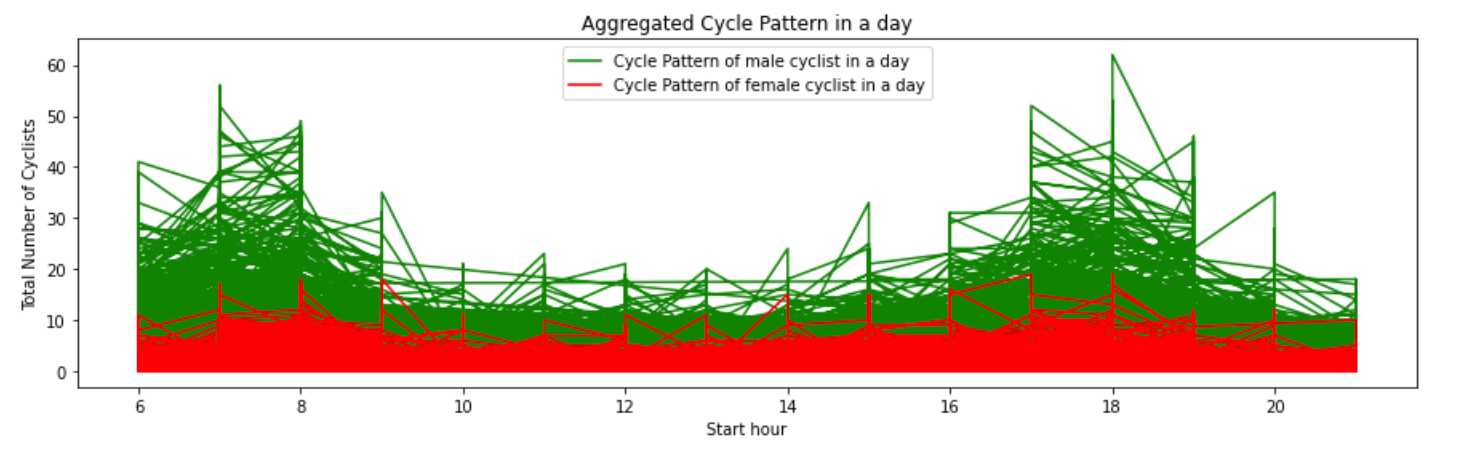 Aggregated Cycle Pattern in a day
Cycle Pattern of male cyclist in a day
Cycle Pattern of female cyclist in a day
Total Number of Cyclists
60
50
40
30
20
10
0
6 8 10 12 14 16 18 20
Start hour